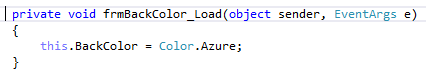 private void frmBackColor_Load(object sender, EventArgs e)
{
    this.BackColor = Color.Azure;
}